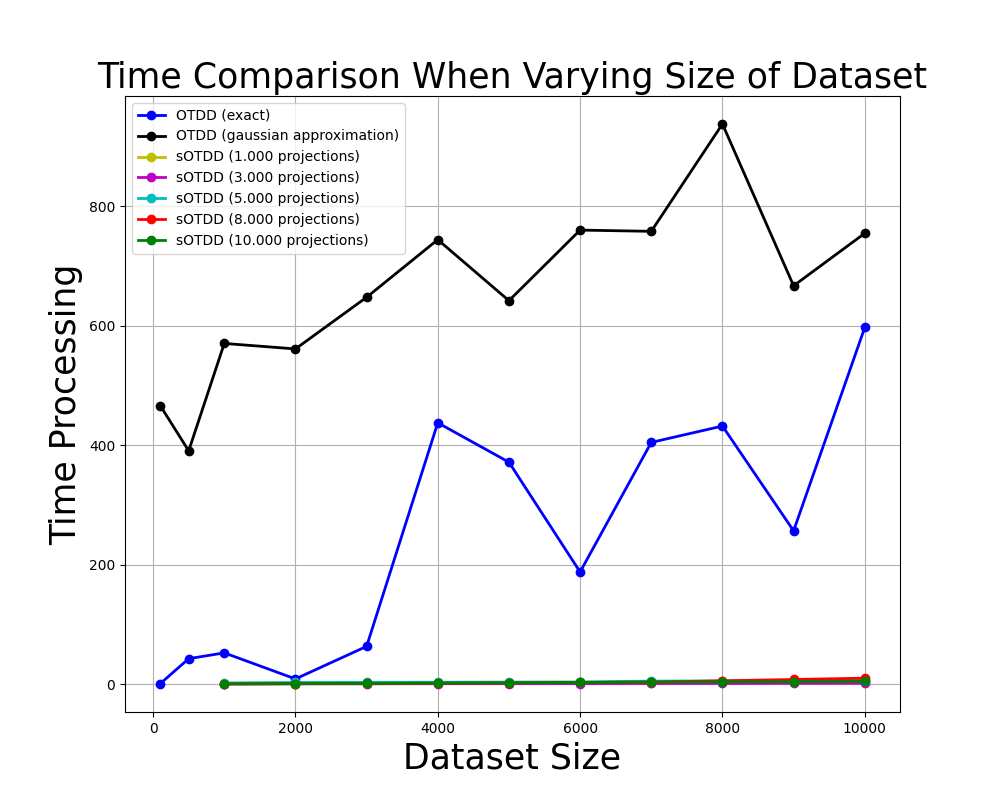 Time Comparison When Varying Size of Dataset
OTDD (exact)
OTDD (gaussian approximation)
sOTDD (1.000 projections)
sOTDD (3.000 projections)
sOTDD (5.000 projections)
sOTDD (8.000 projections)
sOTDD (10.000 projections)
Time Processing
800
600
400
200
0
0 2000 4000 6000 8000 10000
Dataset Size